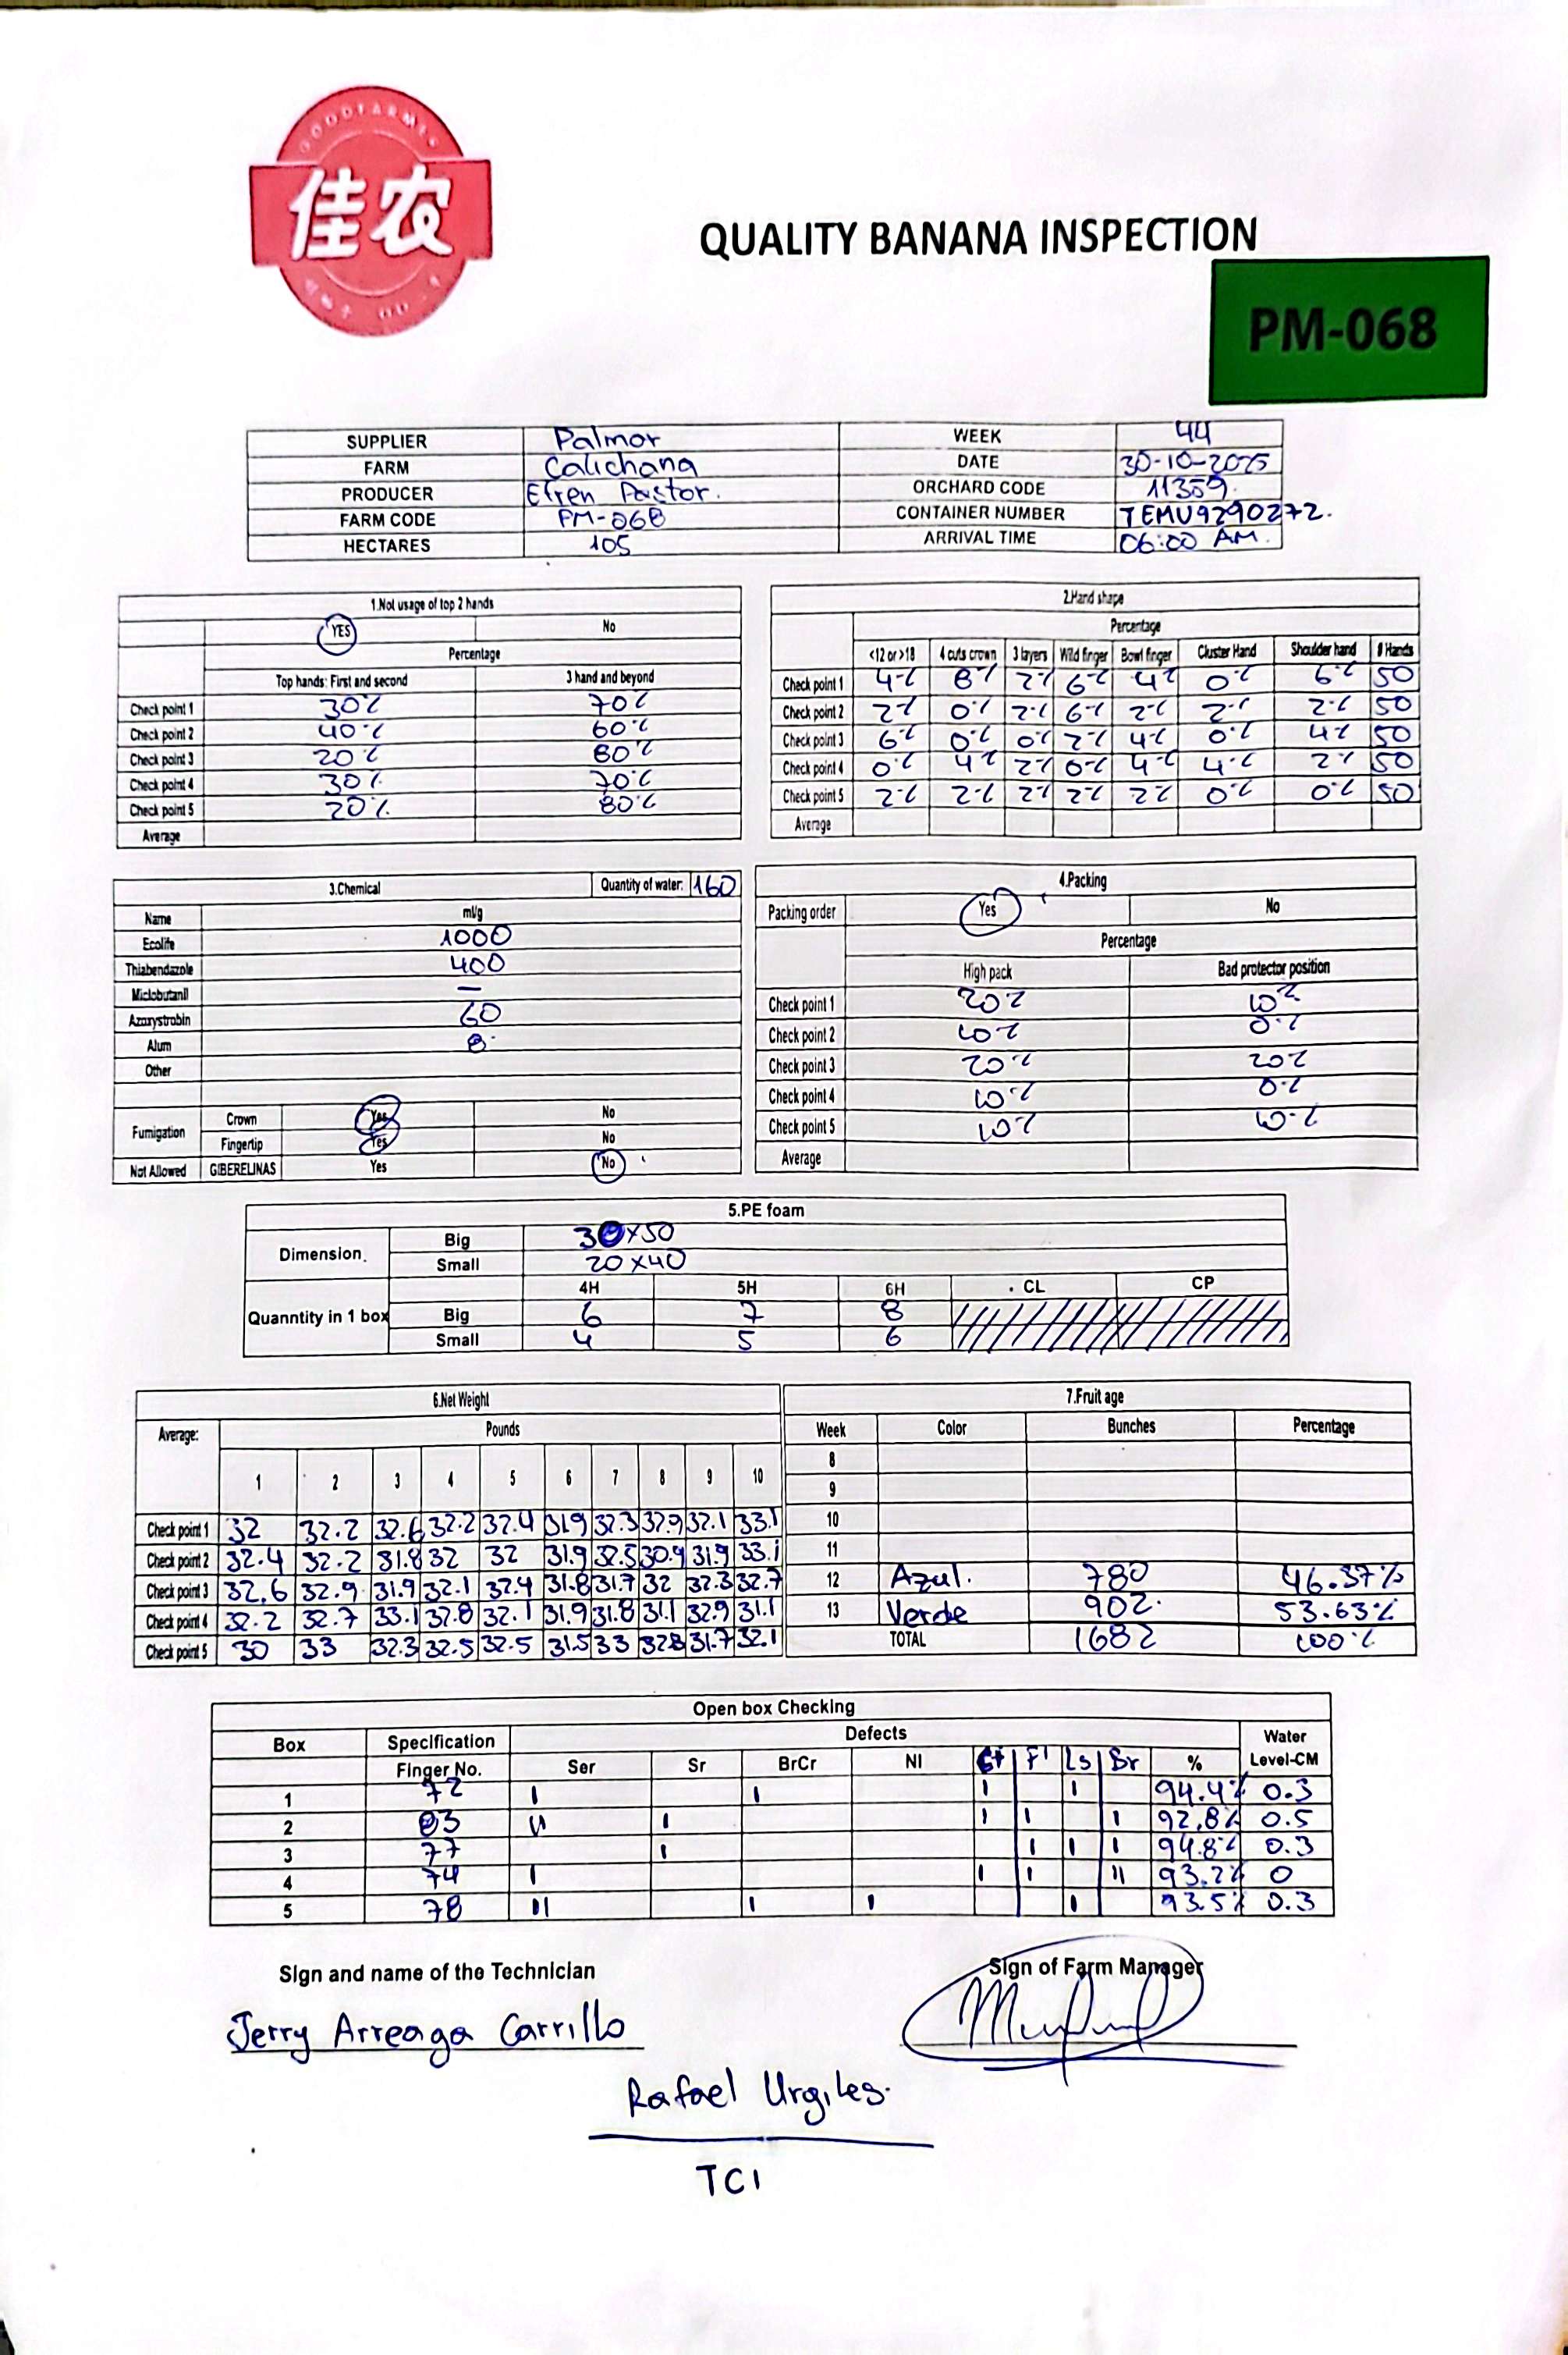 GOODFARMER
佳农
QUALITY BANANA INSPECTION
PM-068
SUPPLIER Palmar WEEK 44
FARM Calichana DATE 30-10-2025
PRODUCER Efren Pastor. ORCHARD CODE 11359.
FARM CODE PM-068 CONTAINER NUMBER TEMU9290272.
HECTARES 105 ARRIVAL TIME 06:00 AM.
1.Not usage of top 2 hands
YES No
Percentage
Top hands: First and second 3 hand and beyond
Check point 1 30% 70%
Check point 2 40% 60%
Check point 3 20% 80%
Check point 4 30% 70%
Check point 5 20% 80%
Average
2.Hand shape
Percentage
<12 or >18 4 cuts crown 3 layers Wild finger Bowl finger Cluster Hand Shoulder hand # Hands
Check point 1 4% 8% 2% 6% 4% 0% 6% 50
Check point 2 2% 0% 2% 6% 2% 2% 2% 50
Check point 3 6% 0% 0% 2% 4% 0% 4% 50
Check point 4 0% 4% 2% 0% 4% 4% 2% 50
Check point 5 2% 2% 2% 2% 2% 0% 0% 50
Average
3.Chemical Quantity of water: 160
Name ml/g
Ecolife 1000
Thiabendazole 400
Miclobutanil —
Azoxystrobin 60
Alum 8
Other
Fumigation Crown Yes No
Fingertip Yes No
Not Allowed GIBERELINAS Yes No
4.Packing
Packing order Yes No
Percentage
High pack Bad protector position
Check point 1 20% 10%
Check point 2 10% 0%
Check point 3 20% 20%
Check point 4 10% 0%
Check point 5 10% 10%
Average
5.PE foam
Dimension. Big 30x50
Small 20x40
4H 5H 6H CL CP
Quanntity in 1 box Big 6 7 8
Small 4 5 6
6.Net Weight
Average: Pounds
1 2 3 4 5 6 7 8 9 10
Check point 1 32 32.2 32.6 32.2 32.4 31.9 32.3 32.9 32.1 33.1
Check point 2 32.4 32.2 31.8 32 32 31.9 32.5 30.9 31.9 33.1
Check point 3 32.6 32.9 31.9 32.1 32.4 31.8 31.7 32 32.3 32.7
Check point 4 32.2 32.7 33.1 32.8 32.1 31.9 31.8 31.1 32.9 31.1
Check point 5 30 33 32.3 32.5 32.5 31.5 33 32.8 31.7 32.1
7.Fruit age
Week Color Bunches Percentage
8
9
10
11
12 Azul. 780 46.37%
13 Verde 902. 53.63%
TOTAL 1682 100%
Open box Checking
Box Specification Defects Water
Finger No. Ser Sr BrCr NI Fl Ls Br % Level-CM
1 72 I I I I 94.4% 0.3
2 83 II I I I I 92.8% 0.5
3 77 I I I I 94.8% 0.3
4 74 I I I II 93.2% 0
5 78 II I I I 93.5% 0.3
Sign and name of the Technician Sign of Farm Manager
Jerry Arreaga Carrillo
Rafael Urgiles.
TCI